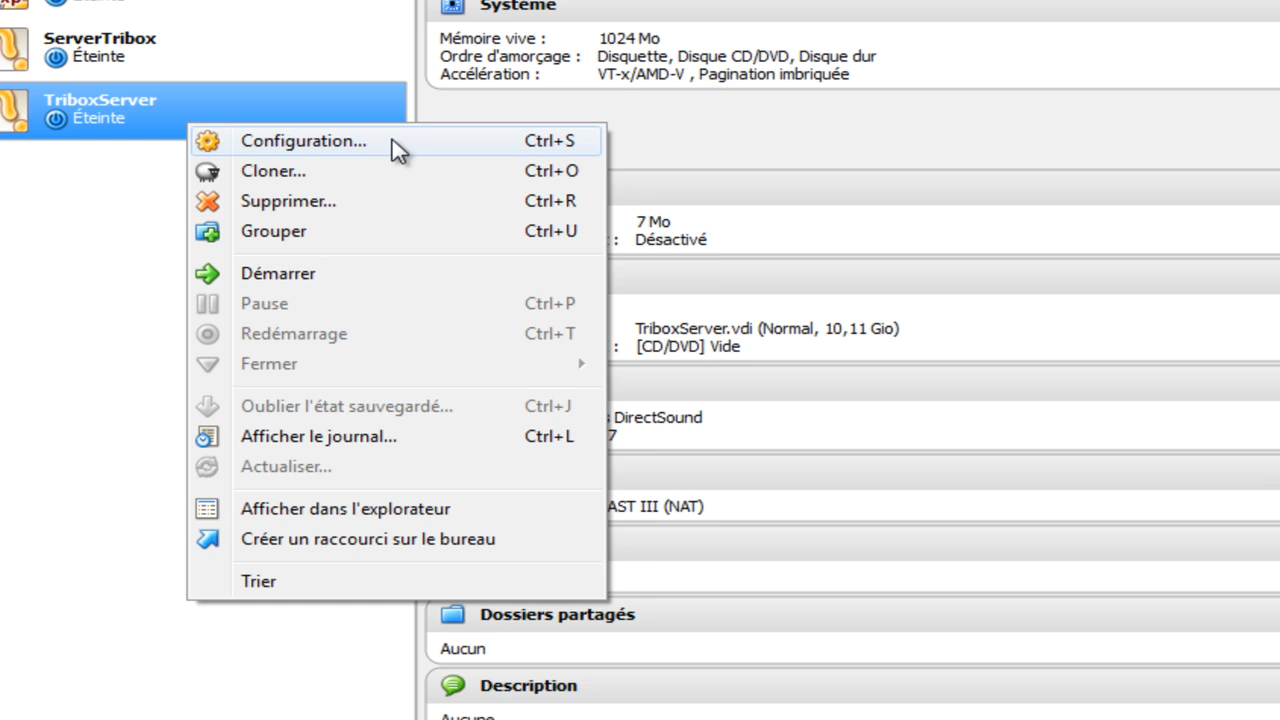 Éteinte
ServerTribox
Éteinte
TriboxServer
Éteinte
Configuration... Ctrl+S
Cloner... Ctrl+O
Supprimer... Ctrl+R
Grouper Ctrl+U
Démarrer
Pause Ctrl+P
Redémarrage Ctrl+T
Fermer
Oublier l'état sauvegardé... Ctrl+J
Afficher le journal... Ctrl+L
Actualiser...
Afficher dans l'explorateur
Créer un raccourci sur le bureau
Trier
Système
Mémoire vive : 1024 Mo
Ordre d'amorçage : Disquette, Disque CD/DVD, Disque dur
Accélération : VT-x/AMD-V , Pagination imbriquée
7 Mo
: Désactivé
TriboxServer.vdi (Normal, 10,11 Gio)
: [CD/DVD] Vide
DirectSound
7
AST III (NAT)
Dossiers partagés
Aucun
Description
Aucune